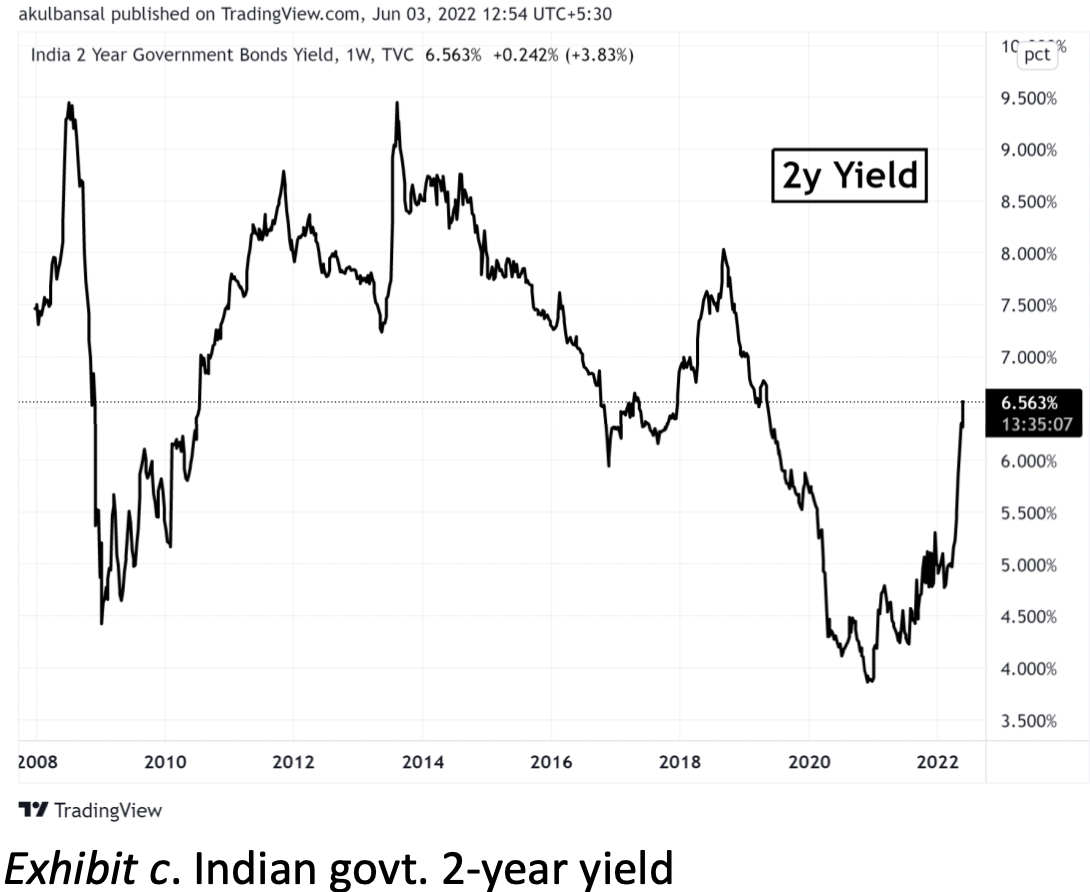 akulbansal published on TradingView.com, Jun 03, 2022 12:54 UTC+5:30
India 2 Year Government Bonds Yield, 1W, TVC 6.563% +0.242% (+3.83%)
pct
9.500%
9.000%
2y Yield
8.500%
8.000%
7.500%
7.000%
6.563%
13:35:07
6.000%
5.500%
5.000%
4.500%
4.000%
3.500%
2008 2010 2012 2014 2016 2018 2020 2022
TradingView
Exhibit c. Indian govt. 2-year yield